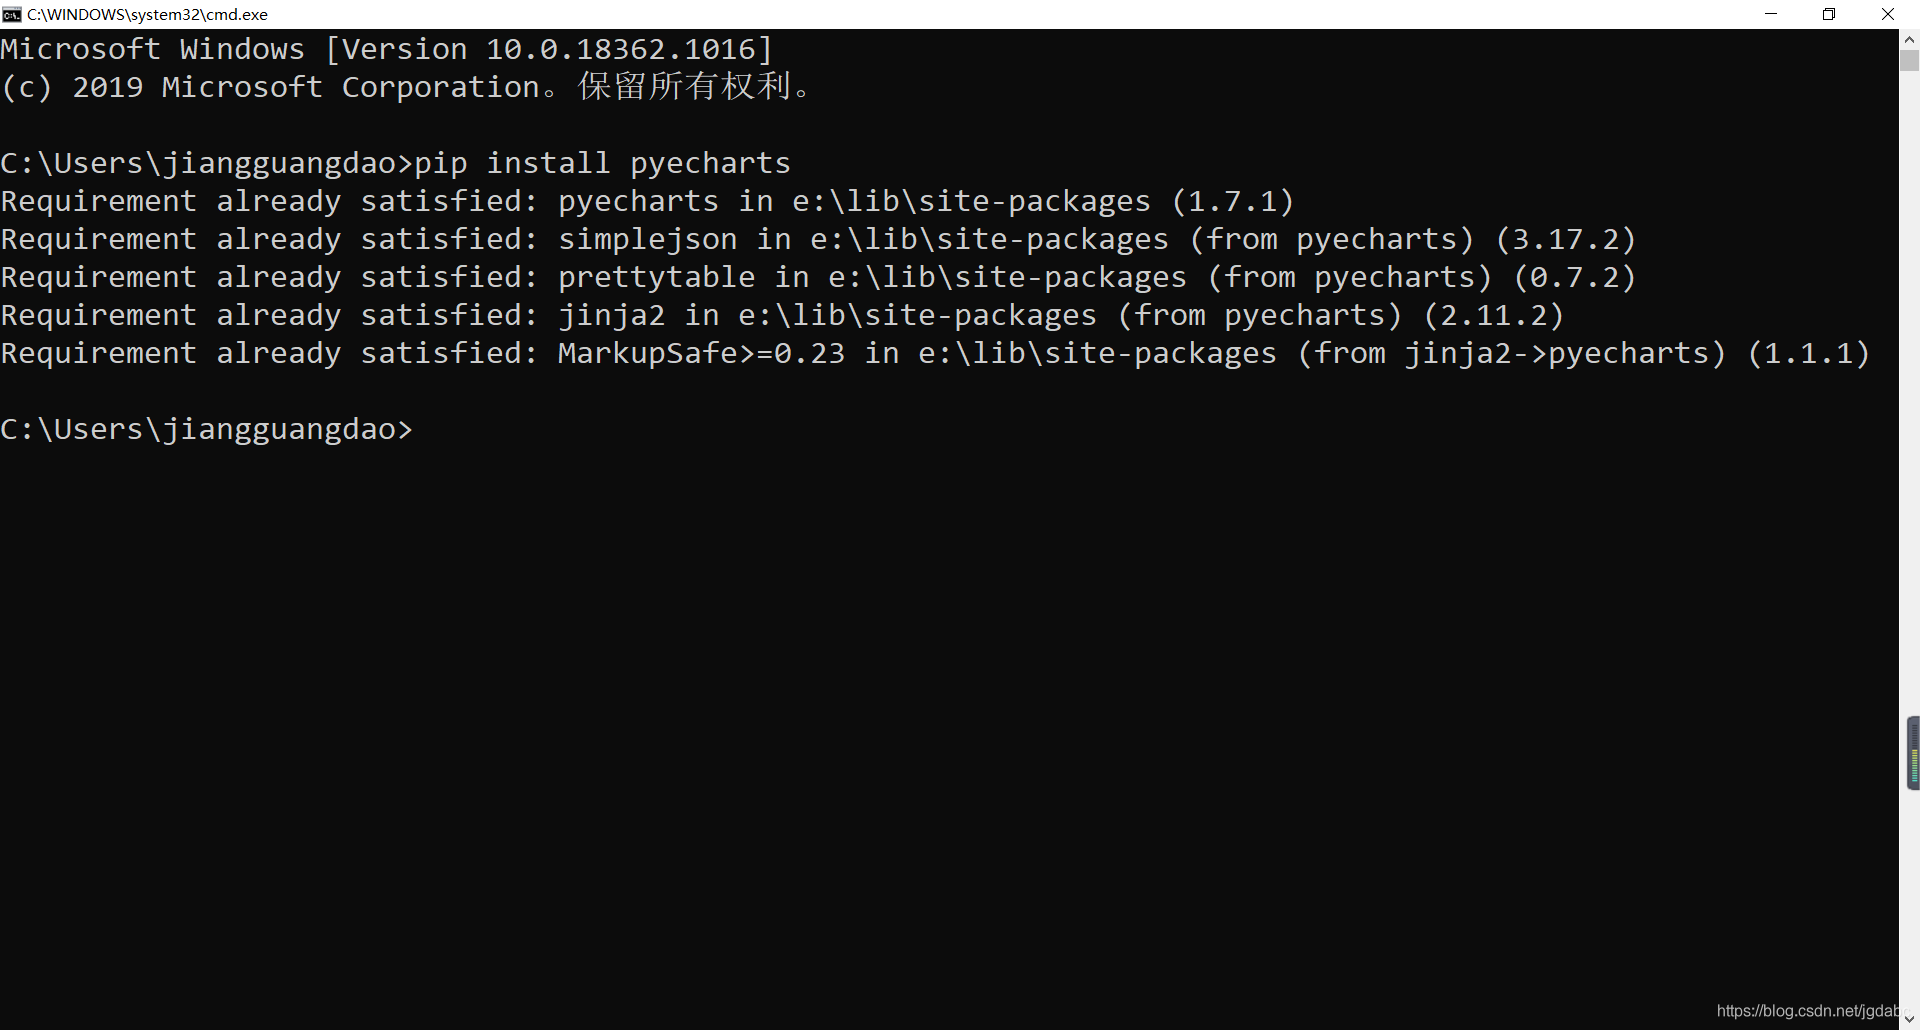 C:\WINDOWS\system32\cmd.exe
Microsoft Windows [Version 10.0.18362.1016]
(c) 2019 Microsoft Corporation。保留所有权利。
C:\Users\jiangguangdao>pip install pyecharts
Requirement already satisfied: pyecharts in e:\lib\site-packages (1.7.1)
Requirement already satisfied: simplejson in e:\lib\site-packages (from pyecharts) (3.17.2)
Requirement already satisfied: prettytable in e:\lib\site-packages (from pyecharts) (0.7.2)
Requirement already satisfied: jinja2 in e:\lib\site-packages (from pyecharts) (2.11.2)
Requirement already satisfied: MarkupSafe>=0.23 in e:\lib\site-packages (from jinja2->pyecharts) (1.1.1)
C:\Users\jiangguangdao>
https://blog.csdn.net/jgdab